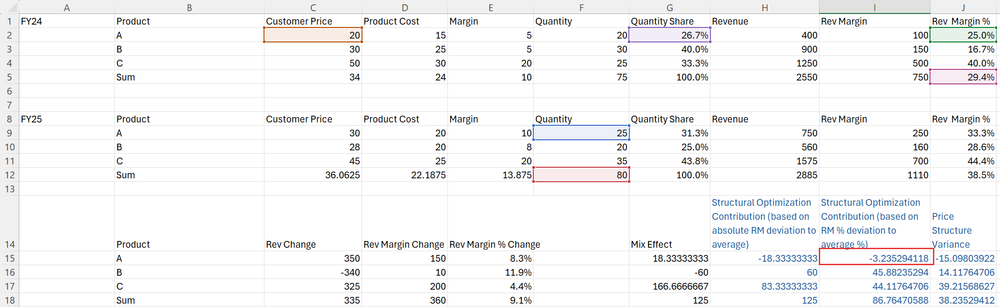 A B C D E F G H I J
1 FY24 Product Customer Price Product Cost Margin Quantity Quantity Share Revenue Rev Margin Rev Margin %
2 A 20 15 5 20 26.7% 400 100 25.0%
3 B 30 25 5 30 40.0% 900 150 16.7%
4 C 50 30 20 25 33.3% 1250 500 40.0%
5 Sum 34 24 10 75 100.0% 2550 750 29.4%
6
7
8 FY25 Product Customer Price Product Cost Margin Quantity Quantity Share Revenue Rev Margin Rev Margin %
9 A 30 20 10 25 31.3% 750 250 33.3%
10 B 28 20 8 20 25.0% 560 160 28.6%
11 C 45 25 20 35 43.8% 1575 700 44.4%
12 Sum 36.0625 22.1875 13.875 80 100.0% 2885 1110 38.5%
13
Structural Optimization Structural Optimization
Contribution (based on Contribution (based on Price
absolute RM deviation to RM % deviation to Structure
14 Product Rev Change Rev Margin Change Rev Margin % Change Mix Effect average) average %) Variance
15 A 350 150 8.3% 18.33333333 -18.33333333 -3.235294118 -15.09803922
16 B -340 10 11.9% -60 60 45.88235294 14.11764706
17 C 325 200 4.4% 166.6666667 83.33333333 44.11764706 39.21568627
18 Sum 335 360 9.1% 125 125 86.76470588 38.23529412